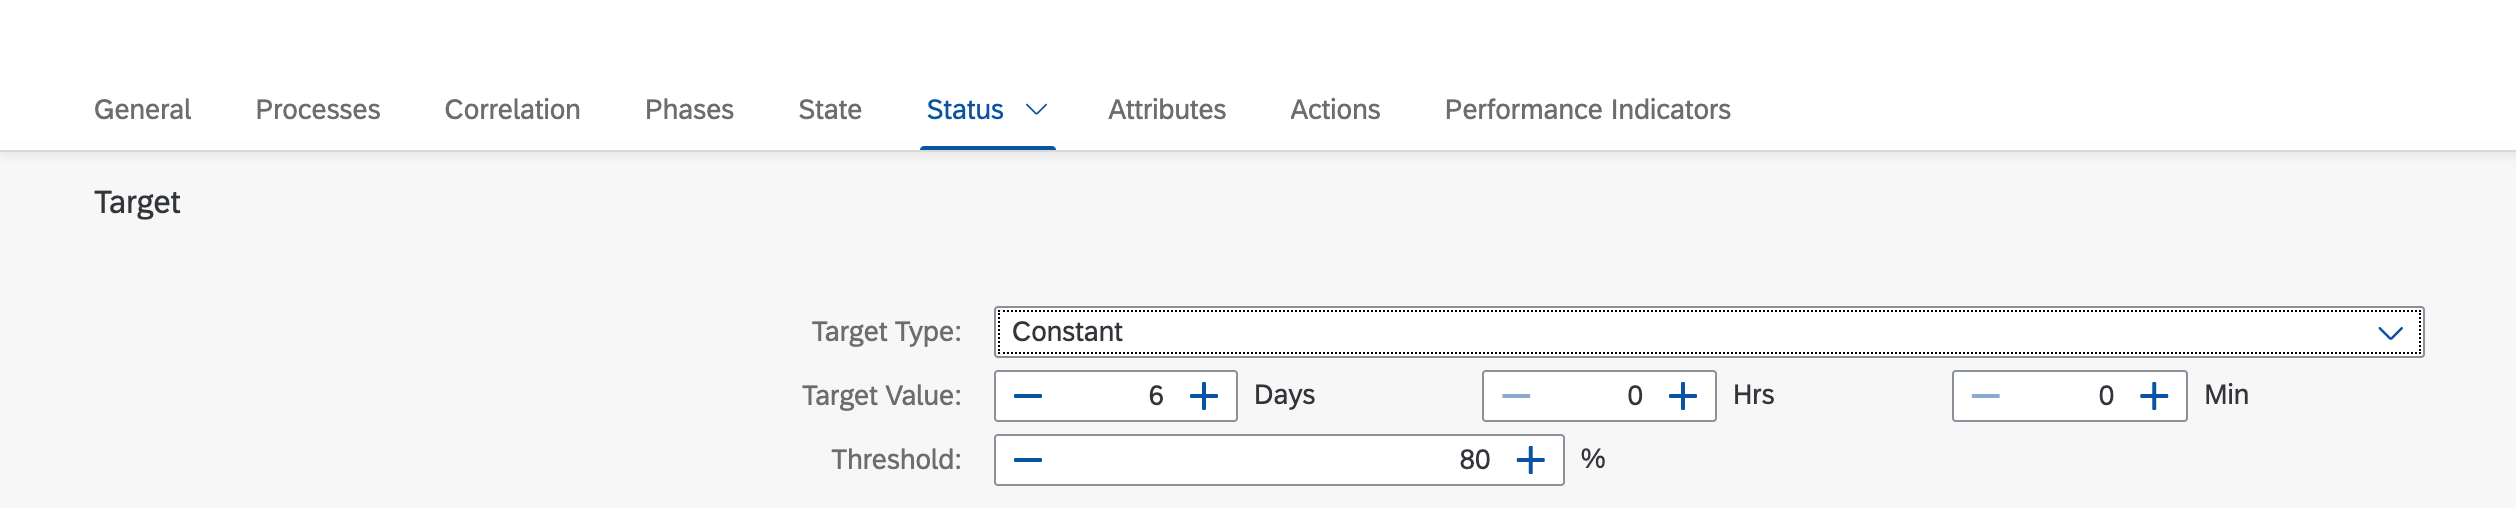 General Processes Correlation Phases State Status Attributes Actions Performance Indicators
Target
Target Type: Constant
Target Value: 6 Days 0 Hrs 0 Min
Threshold: 80 %